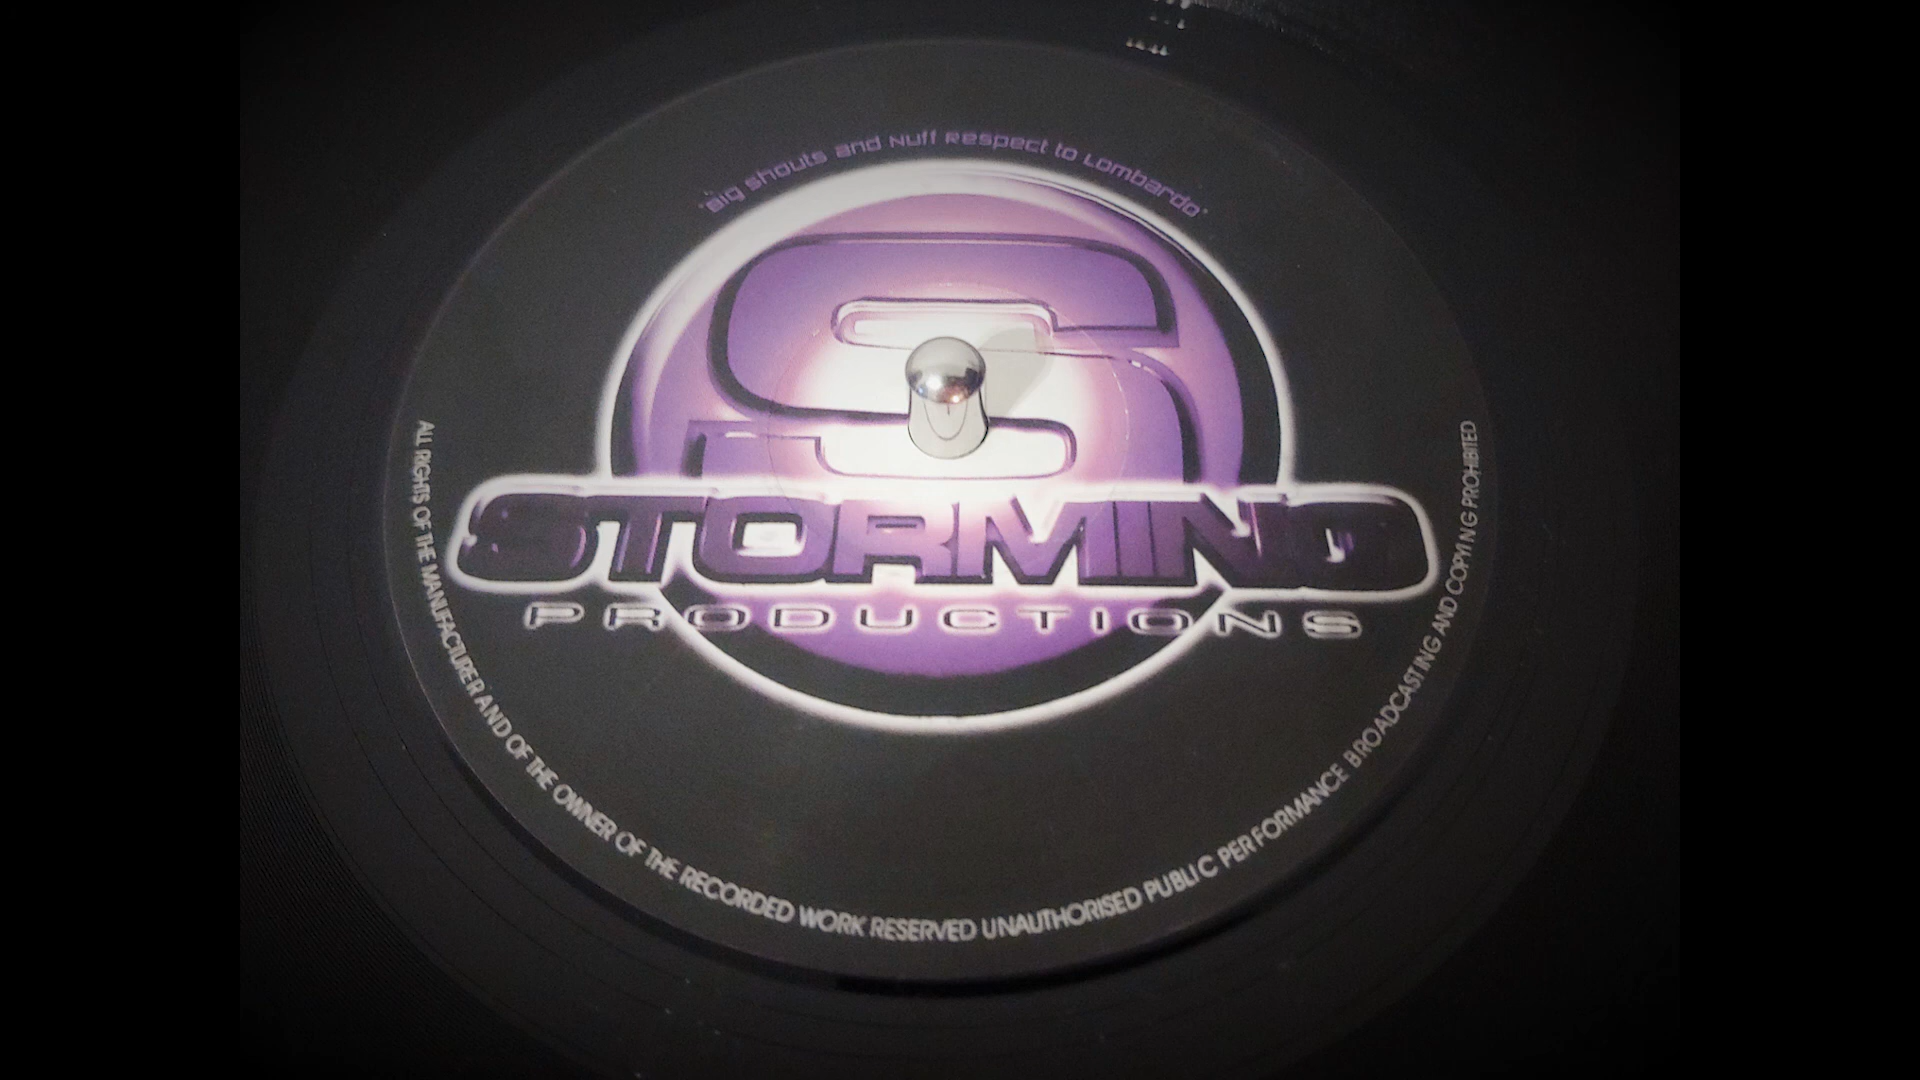 "Big shouts and Nuff Respect to Lombardo"
S
STORMING
PRODUCTIONS
ALL RIGHTS OF THE MANUFACTURER AND OF THE OWNER OF THE RECORDED WORK RESERVED UNAUTHORISED PUBLIC PERFORMANCE BROADCASTING AND COPYING PROHIBITED